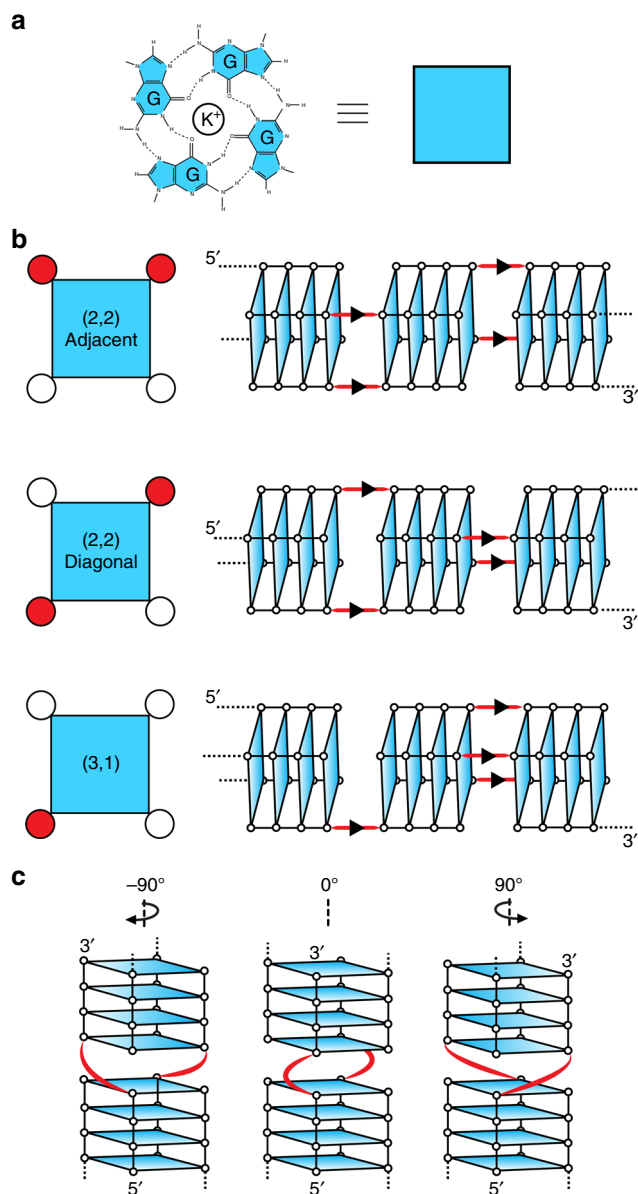 a
G
G
K+
G
G
b
(2,2)
Adjacent
5′
3′
(2,2)
Diagonal
5′
3′
(3,1)
5′
3′
c
–90°
0°
90°
3′
3′
3′
5′
5′
5′